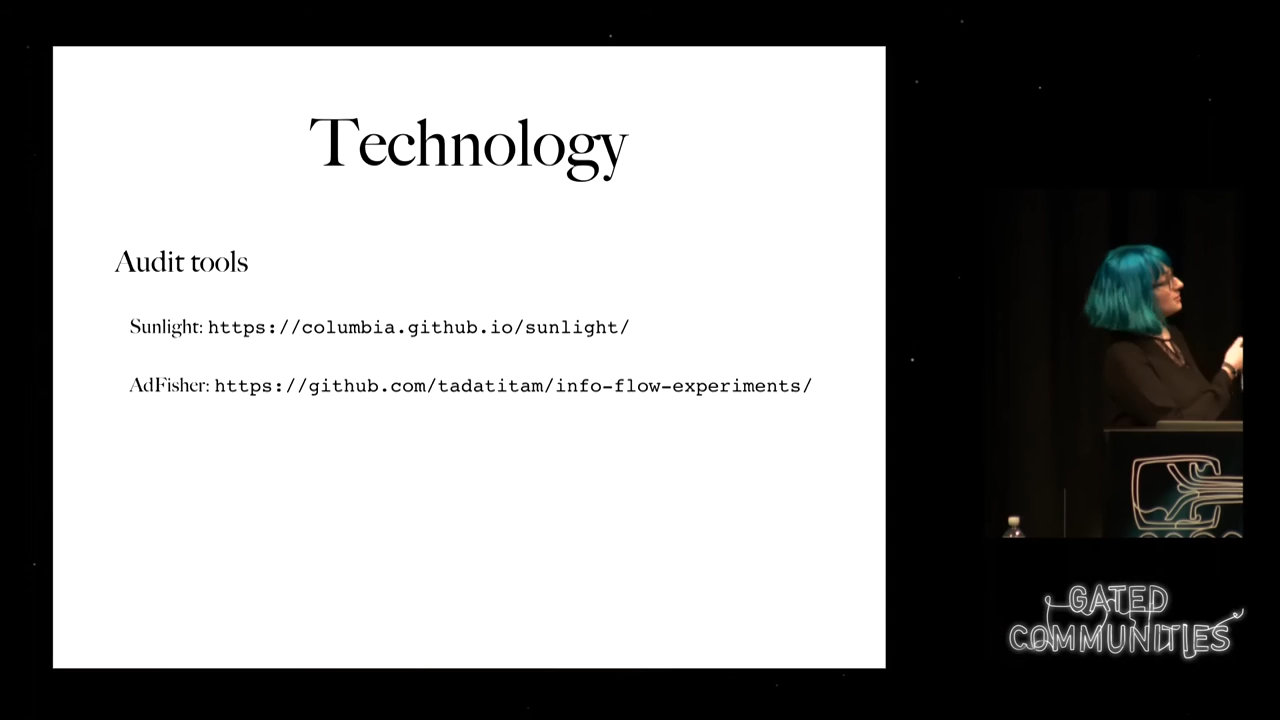 Technology
Audit tools
Sunlight: https://columbia.github.io/sunlight/
AdFisher: https://github.com/tadatitam/info-flow-experiments/
GATED
COMMUNITIES